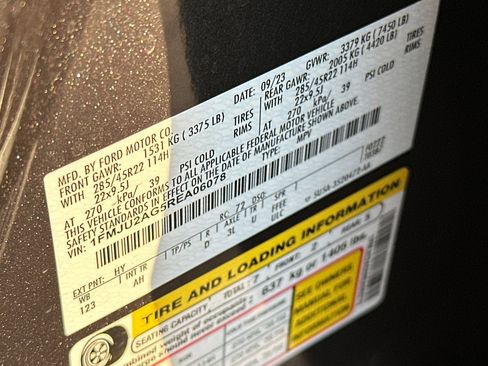 MFD. BY FORD MOTOR CO.
DATE: 09/23 GVWR: 3379 KG ( 7450 LB)
FRONT GAWR: 1531 KG ( 3375 LB) REAR GAWR: 2005 KG ( 4420 LB)
WITH 285/45R22 114H TIRES WITH 285/45R22 114H TIRES
22x9.5J RIMS 22x9.5J RIMS
AT 270 kPa/ 39 PSI COLD AT 270 kPa/ 39 PSI COLD
THIS VEHICLE CONFORMS TO ALL APPLICABLE FEDERAL MOTOR VEHICLE
SAFETY STANDARDS IN EFFECT ON THE DATE OF MANUFACTURE SHOWN ABOVE.
VIN: 1FMJU2AG5REA06078 TYPE: MPV
EXT PNT: HY RC: 72 DSO:
WB INT TR TP/PS R SPR
123 AH D 3L U ULC
TIRE AND LOADING INFORMATION
SEATING CAPACITY TOTAL: 7 FRONT: 2 REAR: 5
637 kg or 1405 lbs.
SEE OWNERS
MANUAL FOR
ADDITIONAL
INFORMATION